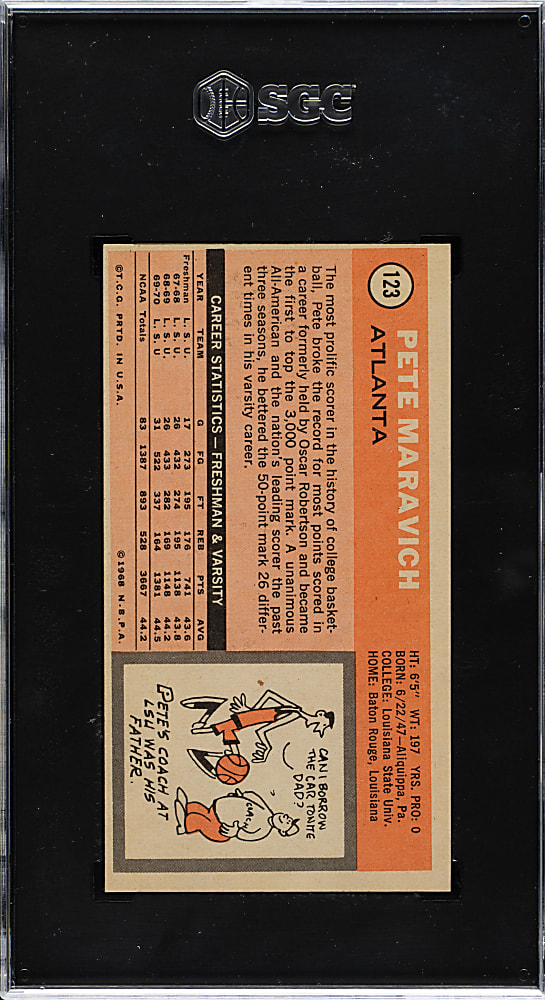 SGC
123
PETE MARAVICH
ATLANTA
HT: 6'5" WT: 197 YRS. PRO: 0
BORN: 6/22/47—Aliquippa, Pa.
COLLEGE: Louisiana State Univ.
HOME: Baton Rouge, Louisiana
The most prolific scorer in the history of college basket-
ball, Pete broke the record for most points scored in
a career formerly held by Oscar Robertson and became
the first to top the 3,000 point mark. A unanimous
All-American and the nation's leading scorer the past
three seasons, he bettered the 50-point mark 26 differ-
ent times in his varsity career.
CAREER STATISTICS — FRESHMAN & VARSITY
YEAR TEAM G FG FT REB PTS AVG
Freshman L. S. U. 17 273 195 176 741 43.6
67-68 L. S. U. 26 432 274 195 1138 43.8
68-69 L. S. U. 26 433 282 169 1148 44.2
69-70 L. S. U 31 522 337 164 1381 44.5
NCAA Totals 83 1387 893 528 3667 44.2
©T.C.G. PRTD. IN U.S.A. ©1968 N.B.P.A.
CAN I BORROW
THE CAR TONITE
DAD?
COACH
PETE'S COACH AT
LSU WAS HIS
FATHER.